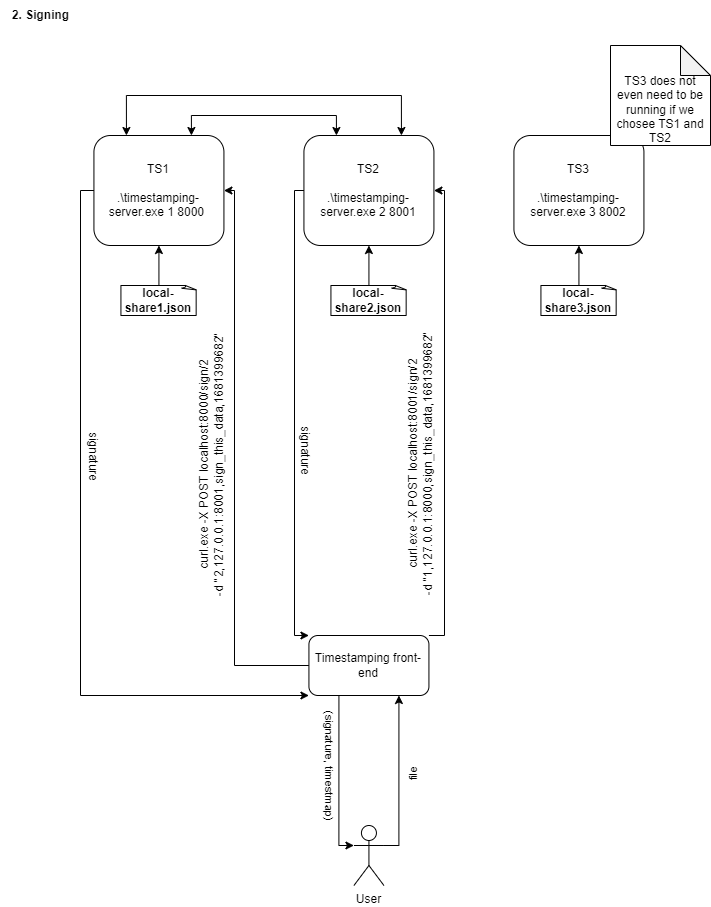 2. Signing
TS3 does not
even need to be
running if we
chosee TS1 and
TS2
TS1
.\timestamping-
server.exe 1 8000
TS2
.\timestamping-
server.exe 2 8001
TS3
.\timestamping-
server.exe 3 8002
local-
share1.json
local-
share2.json
local-
share3.json
signature
curl.exe -X POST localhost:8000/sign/2
-d "2,127.0.0.1:8001,sign_this_data,1681399682"
signature
curl.exe -X POST localhost:8001/sign/2
-d "1,127.0.0.1:8000,sign_this_data,1681399682"
Timestamping front-
end
(signature, timestmap)
file
User